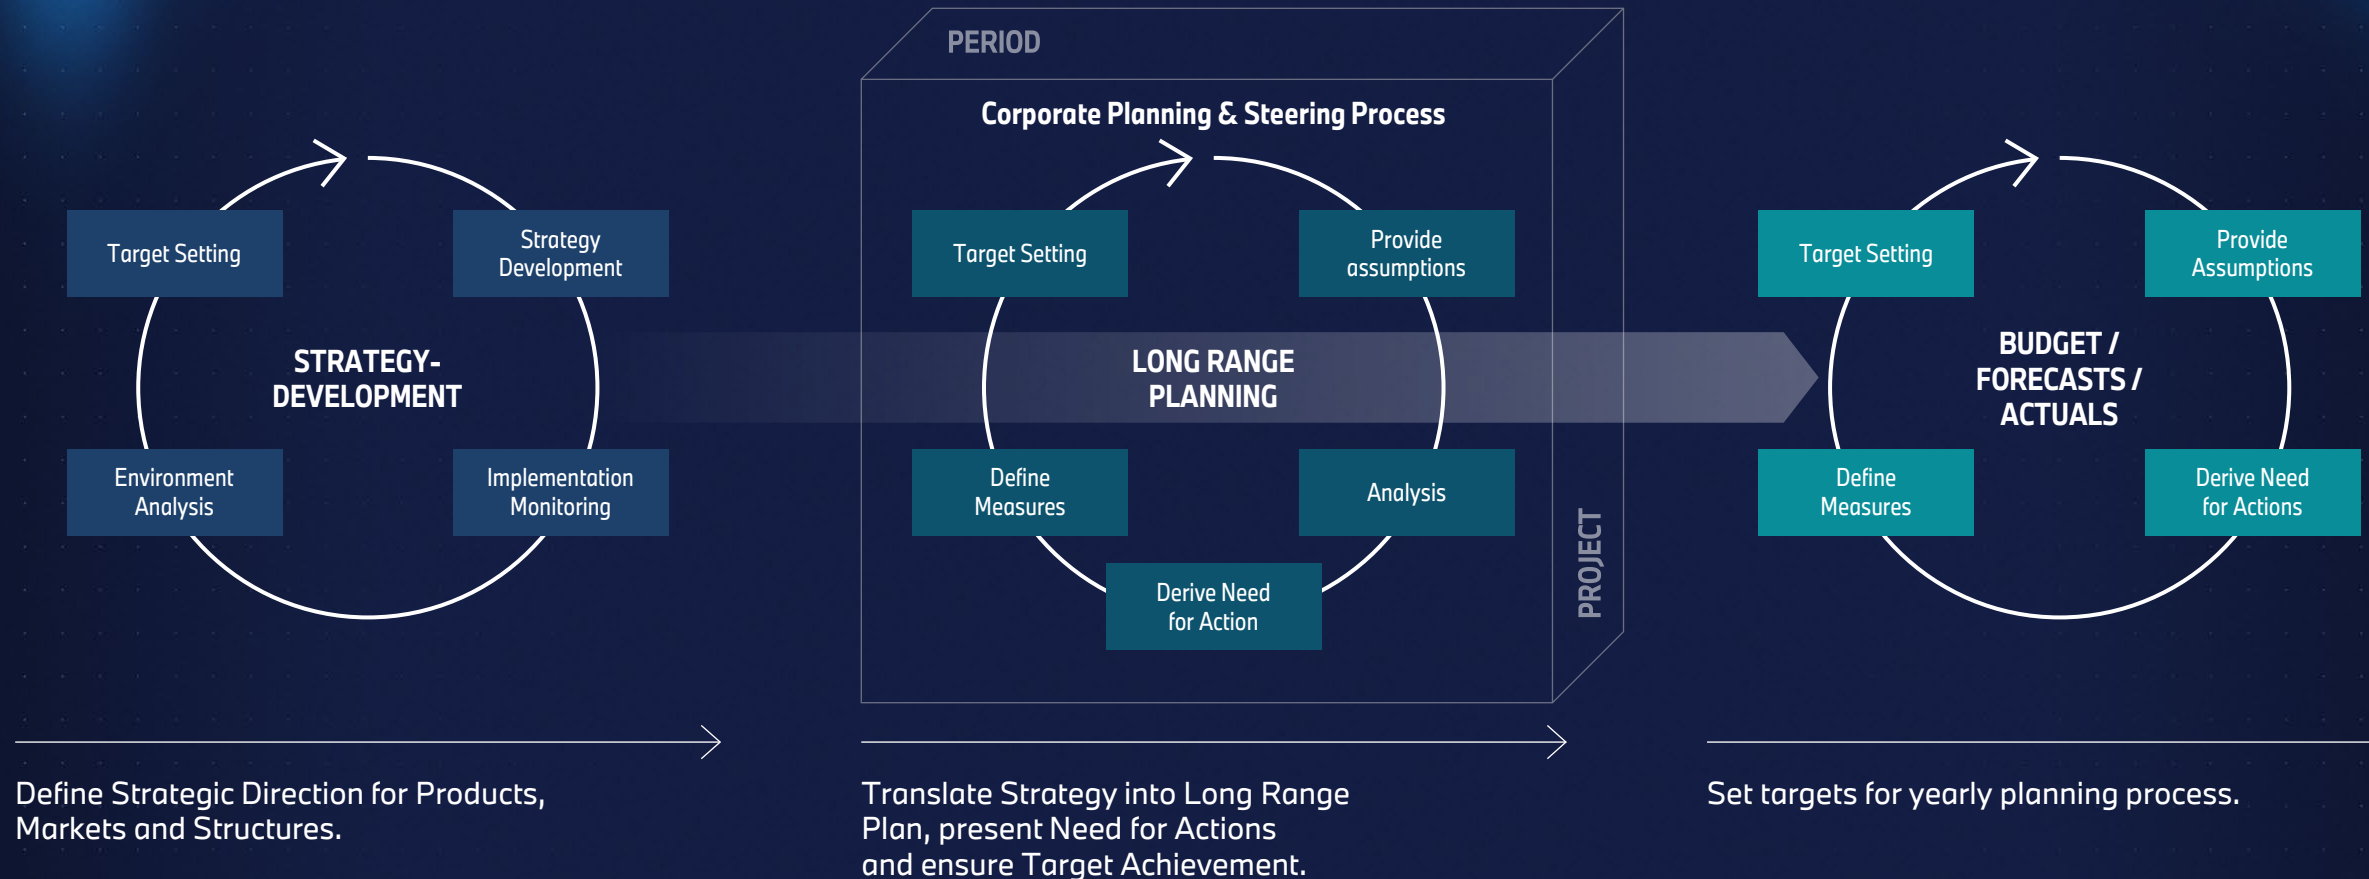 PERIOD
Corporate Planning & Steering Process
Target Setting
Strategy
Development
STRATEGY-
DEVELOPMENT
Environment
Analysis
Implementation
Monitoring
Target Setting
Provide
assumptions
LONG RANGE
PLANNING
Define
Measures
Analysis
Derive Need
for Action
PROJECT
Target Setting
Provide
Assumptions
BUDGET /
FORECASTS /
ACTUALS
Define
Measures
Derive Need
for Actions
Define Strategic Direction for Products,
Markets and Structures.
Translate Strategy into Long Range
Plan, present Need for Actions
and ensure Target Achievement.
Set targets for yearly planning process.